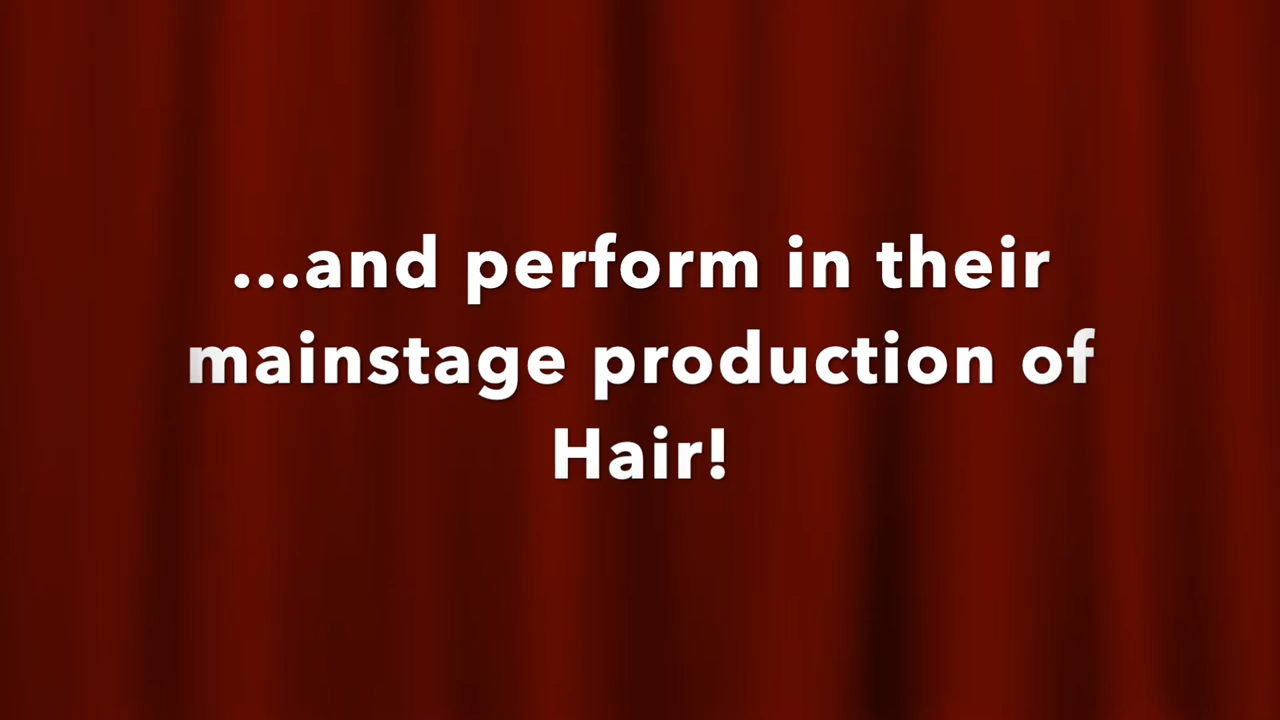 ...and perform in their
mainstage production of
Hair!